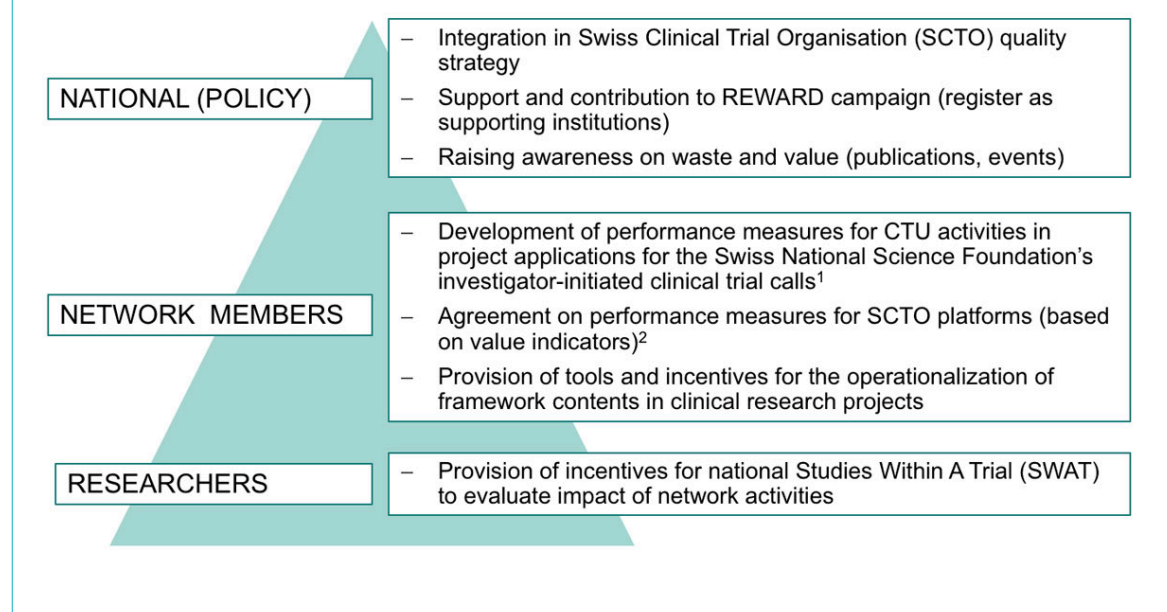 NATIONAL (POLICY)
– Integration in Swiss Clinical Trial Organisation (SCTO) quality
strategy
– Support and contribution to REWARD campaign (register as
supporting institutions)
– Raising awareness on waste and value (publications, events)
NETWORK MEMBERS
– Development of performance measures for CTU activities in
project applications for the Swiss National Science Foundation’s
investigator-initiated clinical trial calls¹
– Agreement on performance measures for SCTO platforms (based
on value indicators)²
– Provision of tools and incentives for the operationalization of
framework contents in clinical research projects
RESEARCHERS
– Provision of incentives for national Studies Within A Trial (SWAT)
to evaluate impact of network activities